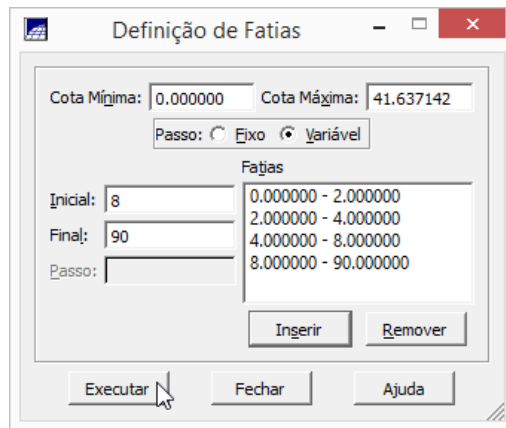 Definição de Fatias
Cota Mínima: 0.000000 Cota Máxima: 41.637142
Passo: Fixo Variável
Fatias
Inicial: 8
Final: 90
Passo:
0.000000 - 2.000000
2.000000 - 4.000000
4.000000 - 8.000000
8.000000 - 90.000000
Inserir Remover
Executar Fechar Ajuda